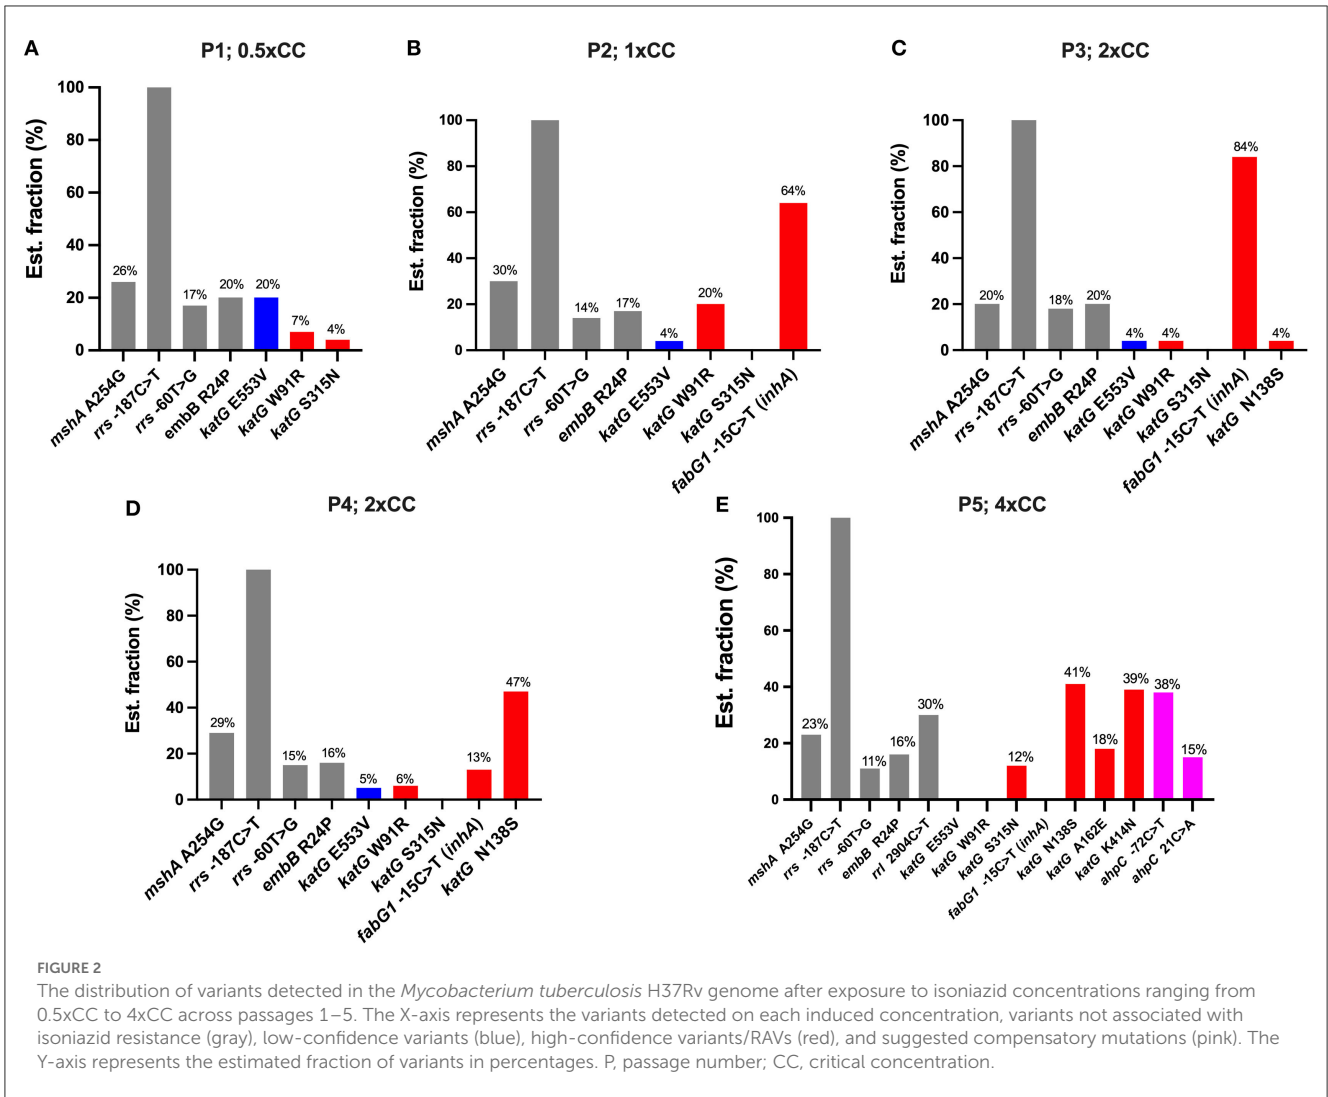 A
P1; 0.5xCC
Est. fraction (%)
100
80
60
40
20
0
26%
17%
20%
20%
7%
4%
mshA A254G
rrs -187C>T
rrs -60T>G
embB R24P
katG E553V
katG W91R
katG S315N
B
P2; 1xCC
Est. fraction (%)
100
80
60
40
20
0
30%
14%
17%
4%
20%
64%
mshA A254G
rrs -187C>T
rrs -60T>G
embB R24P
katG E553V
katG W91R
katG S315N
fabG1 -15C>T (inhA)
C
P3; 2xCC
Est. fraction (%)
100
80
60
40
20
0
20%
18%
20%
4%
4%
84%
4%
mshA A254G
rrs -187C>T
rrs -60T>G
embB R24P
katG E553V
katG W91R
katG S315N
fabG1 -15C>T (inhA)
katG N138S
D
P4; 2xCC
Est. fraction (%)
100
80
60
40
20
0
29%
15%
16%
5%
6%
13%
47%
mshA A254G
rrs -187C>T
rrs -60T>G
embB R24P
katG E553V
katG W91R
katG S315N
fabG1 -15C>T (inhA)
katG N138S
E
P5; 4xCC
Est. fraction (%)
100
80
60
40
20
0
23%
11%
16%
30%
12%
41%
18%
39%
38%
15%
mshA A254G
rrs -187C>T
rrs -60T>G
embB R24P
rrl 2904C>T
katG E553V
katG W91R
katG S315N
fabG1 -15C>T (inhA)
katG N138S
katG A162E
katG K414N
ahpC -72C>T
ahpC 21C>A
FIGURE 2
The distribution of variants detected in the Mycobacterium tuberculosis H37Rv genome after exposure to isoniazid concentrations ranging from
0.5xCC to 4xCC across passages 1–5. The X-axis represents the variants detected on each induced concentration, variants not associated with
isoniazid resistance (gray), low-confidence variants (blue), high-confidence variants/RAVs (red), and suggested compensatory mutations (pink). The
Y-axis represents the estimated fraction of variants in percentages. P, passage number; CC, critical concentration.